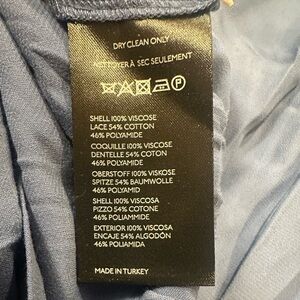 DRY CLEAN ONLY
NETTOYER À SEC SEULEMENT
P
SHELL 100% VISCOSE
LACE 54% COTTON
46% POLYAMIDE
COQUILLE 100% VISCOSE
DENTELLE 54% COTON
46% POLYAMIDE
OBERSTOFF 100% VISKOSE
SPITZE 54% BAUMWOLLE
46% POLYAMID
SHELL 100% VISCOSA
PIZZO 54% COTONE
46% POLIAMMIDE
EXTERIOR 100% VISCOSA
ENCAJE 54% ALGODÓN
46% POLIAMIDA
MADE IN TURKEY